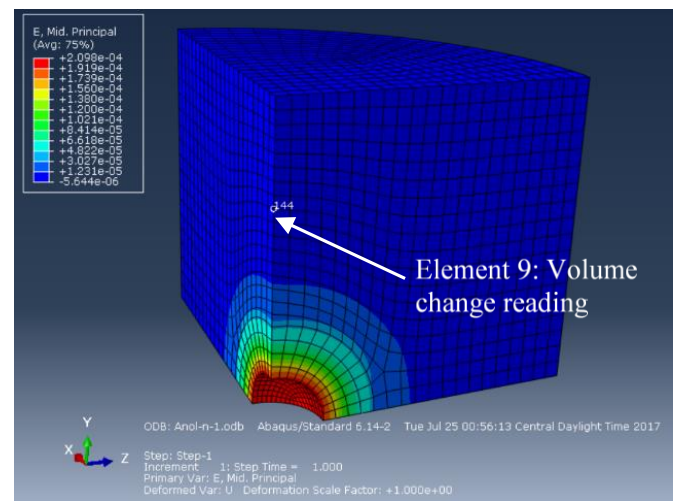 E, Mid. Principal
(Avg: 75%)
+2.098e-04
+1.919e-04
+1.739e-04
+1.560e-04
+1.380e-04
+1.200e-04
+1.021e-04
+8.414e-05
+6.618e-05
+4.822e-05
+3.027e-05
+1.231e-05
-5.644e-06
144
Element 9: Volume
change reading
Y
X
Z
ODB: Anol-n-1.odb Abaqus/Standard 6.14-2 Tue Jul 25 00:56:13 Central Daylight Time 2017
Step: Step-1
Increment 1: Step Time = 1.000
Primary Var: E, Mid. Principal
Deformed Var: U Deformation Scale Factor: +1.000e+00